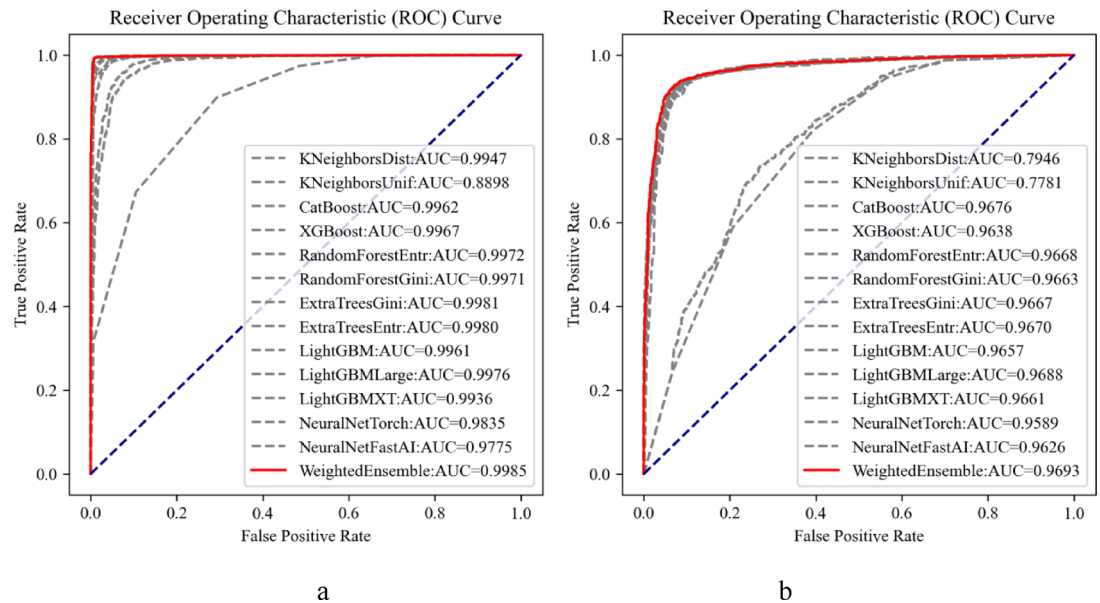 Receiver Operating Characteristic (ROC) Curve
1.0
0.8
0.6
0.4
0.2
0.0
True Positive Rate
KNeighborsDist:AUC=0.9947
KNeighborsUnif:AUC=0.8898
CatBoost:AUC=0.9962
XGBoost:AUC=0.9967
RandomForestEntr:AUC=0.9972
RandomForestGini:AUC=0.9971
ExtraTreesGini:AUC=0.9981
ExtraTreesEntr:AUC=0.9980
LightGBM:AUC=0.9961
LightGBMLarge:AUC=0.9976
LightGBMXT:AUC=0.9936
NeuralNetTorch:AUC=0.9835
NeuralNetFastAI:AUC=0.9775
WeightedEnsemble:AUC=0.9985
0.0 0.2 0.4 0.6 0.8 1.0
False Positive Rate
a
Receiver Operating Characteristic (ROC) Curve
1.0
0.8
0.6
0.4
0.2
0.0
True Positive Rate
KNeighborsDist:AUC=0.7946
KNeighborsUnif:AUC=0.7781
CatBoost:AUC=0.9676
XGBoost:AUC=0.9638
RandomForestEntr:AUC=0.9668
RandomForestGini:AUC=0.9663
ExtraTreesGini:AUC=0.9667
ExtraTreesEntr:AUC=0.9670
LightGBM:AUC=0.9657
LightGBMLarge:AUC=0.9688
LightGBMXT:AUC=0.9661
NeuralNetTorch:AUC=0.9589
NeuralNetFastAI:AUC=0.9626
WeightedEnsemble:AUC=0.9693
0.0 0.2 0.4 0.6 0.8 1.0
False Positive Rate
b